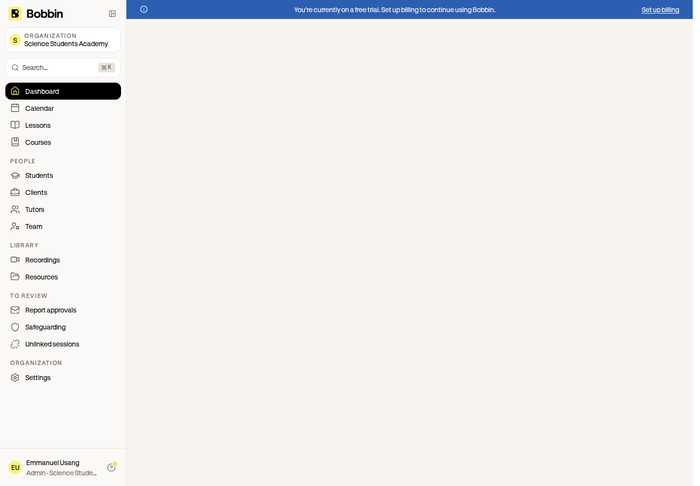 Bobbin
You're currently on a free trial. Set up billing to continue using Bobbin.
Set up billing
ORGANIZATION
S
Science Students Academy
Search...
⌘ K
Dashboard
Calendar
Lessons
Courses
PEOPLE
Students
Clients
Tutors
Team
LIBRARY
Recordings
Resources
TO REVIEW
Report approvals
Safeguarding
Unlinked sessions
ORGANIZATION
Settings
EU
Emmanuel Usang
Admin · Science Stude...